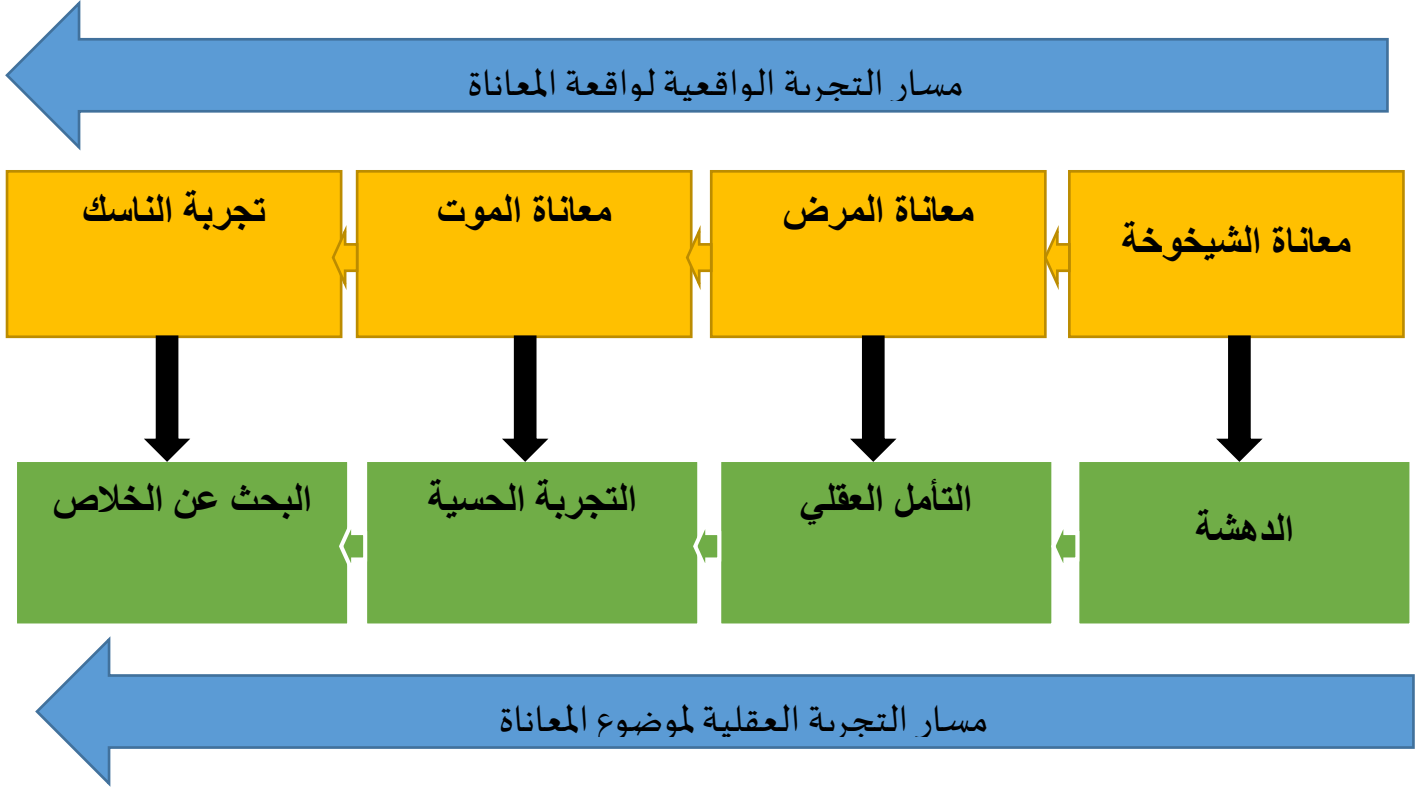 مسار التجربة الواقعية لواقعة المعاناة
معاناة الشيخوخة
معاناة المرض
معاناة الموت
تجربة الناسك
الدهشة
التأمل العقلي
التجربة الحسية
البحث عن الخلاص
مسار التجربة العقلية لموضوع المعاناة